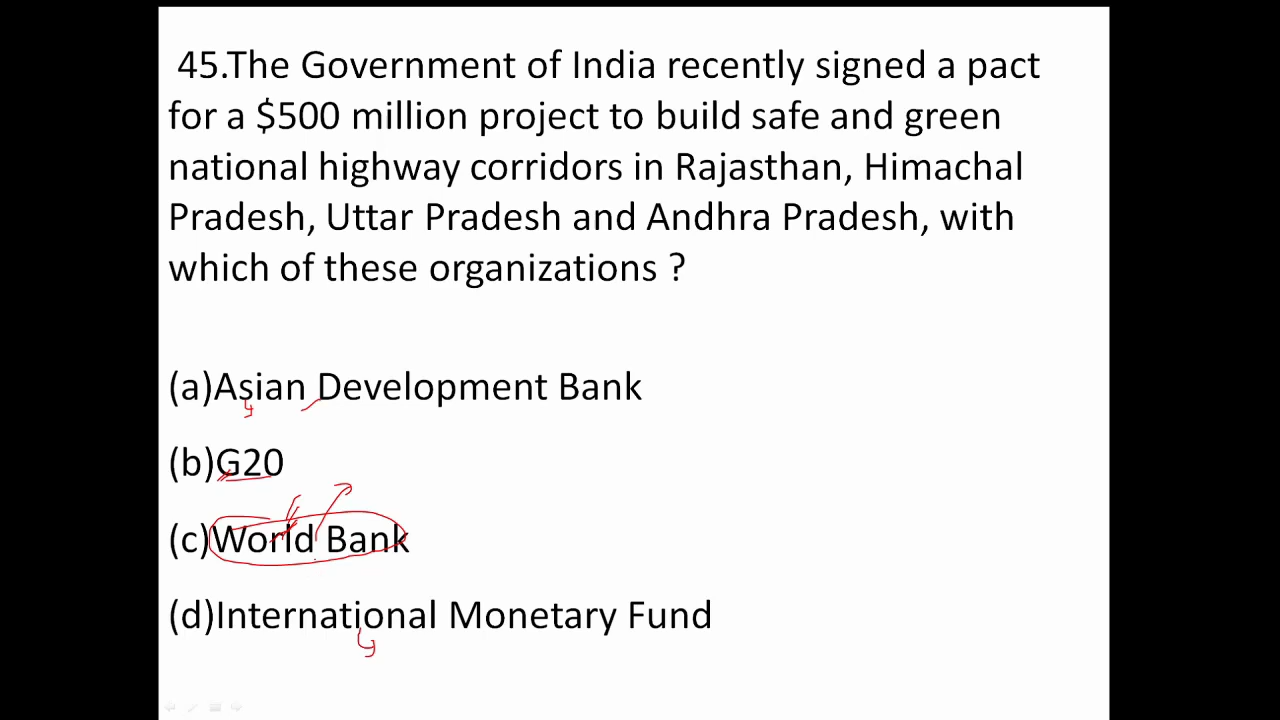 45.The Government of India recently signed a pact
for a $500 million project to build safe and green
national highway corridors in Rajasthan, Himachal
Pradesh, Uttar Pradesh and Andhra Pradesh, with
which of these organizations ?
(a)Asian Development Bank
(b)G20
(c)World Bank
(d)International Monetary Fund